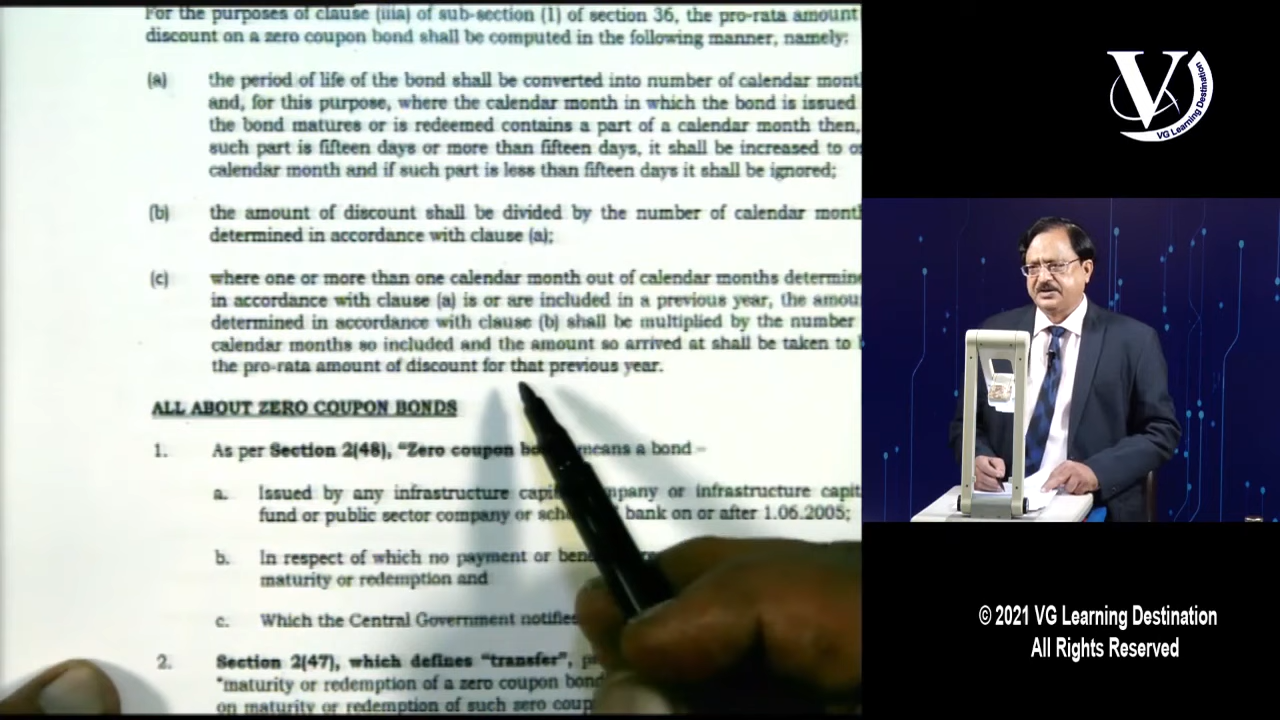 For the purposes of clause (iiia) of sub-section (1) of section 36, the pro-rata amount
discount on a zero coupon bond shall be computed in the following manner, namely:
(a) the period of life of the bond shall be converted into number of calendar
and, for this purpose, where the calendar month in which the bond is issued
the bond matures or is redeemed contains a part of a calendar month then,
such part is fifteen days or more than fifteen days, it shall be increased to
calendar month and if such part is less than fifteen days it shall be ignored;
(b) the amount of discount shall be divided by the number of calendar
determined in accordance with clause (a);
(c) where one or more than one calendar month out of calendar months
in accordance with clause (a) is or are included in a previous year, the
determined in accordance with clause (b) shall be multiplied by the number
calendar months so included and the amount so arrived at shall be taken to
the pro-rata amount of discount for that previous year.
ALL ABOUT ZERO COUPON BONDS
1. As per Section 2(48), "Zero coupon means a bond –
a. Issued by any infrastructure or infrastructure
fund or public sector company or bank on or after 1.06.2005;
b. In respect of which no payment or
maturity or redemption and
c. Which the Central Government
2. Section 2(47), which defines "transfer",
"maturity or redemption of a zero coupon
on maturity or redemption of such zero
V
VG Learning Destination
© 2021 VG Learning Destination
All Rights Reserved